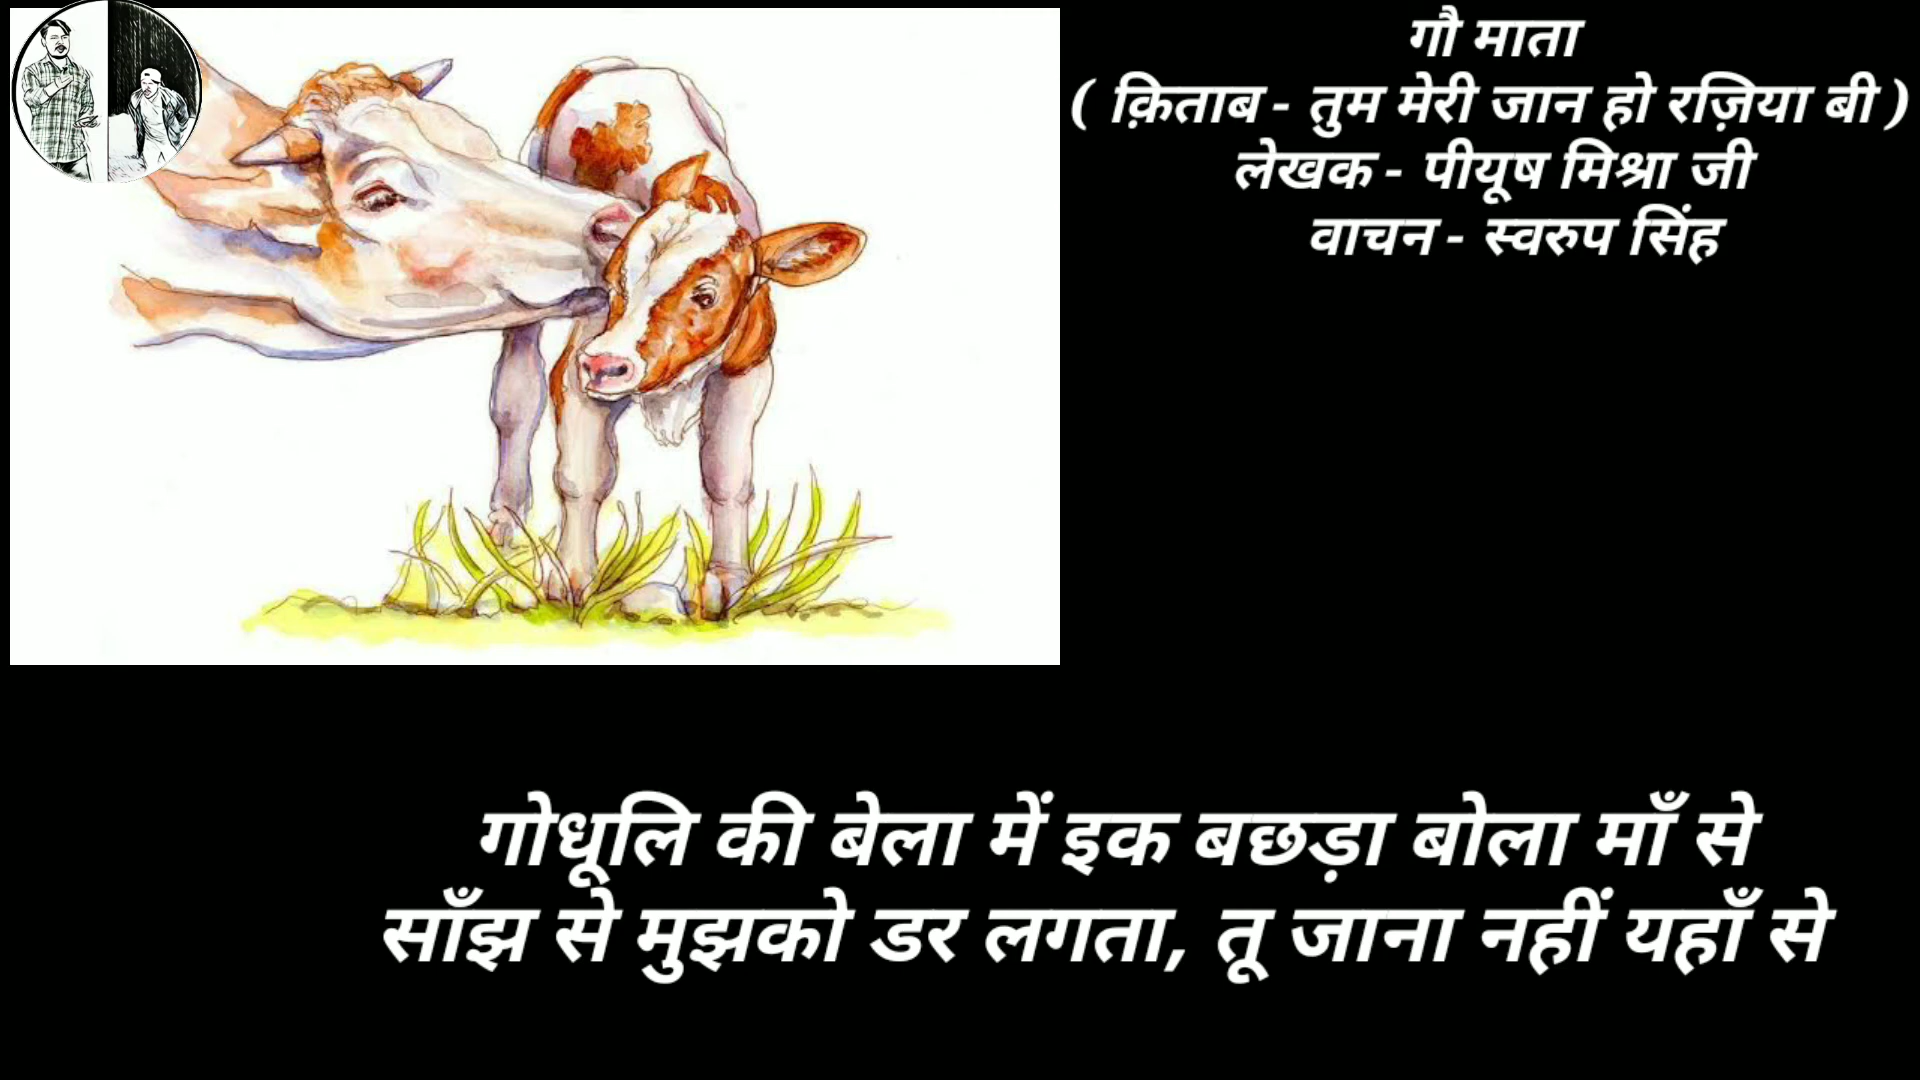 गौ माता
( क़िताब - तुम मेरी जान हो रज़िया बी )
लेखक - पीयूष मिश्रा जी
वाचन - स्वरुप सिंह
गोधूलि की बेला में इक बछड़ा बोला माँ से
साँझ से मुझको डर लगता, तू जाना नहीं यहाँ से